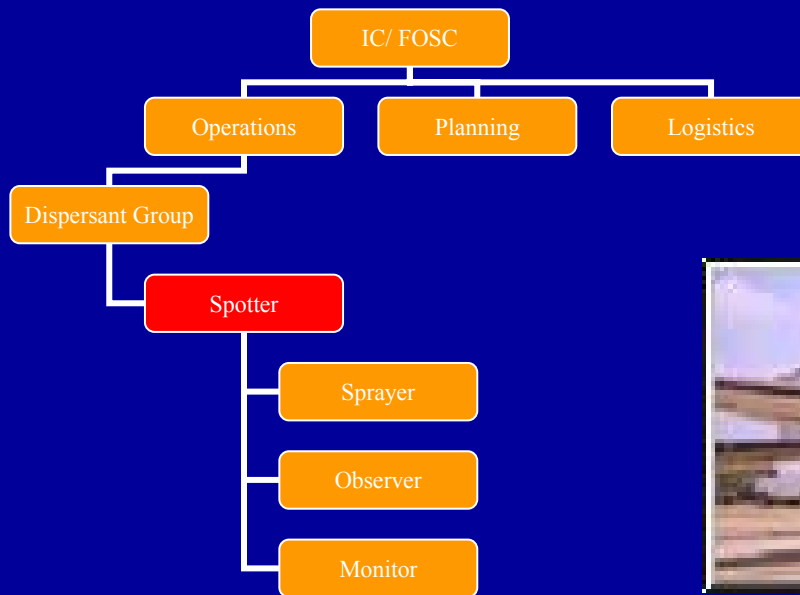 IC/ FOSC
Operations
Planning
Logistics
Dispersant Group
Spotter
Sprayer
Observer
Monitor